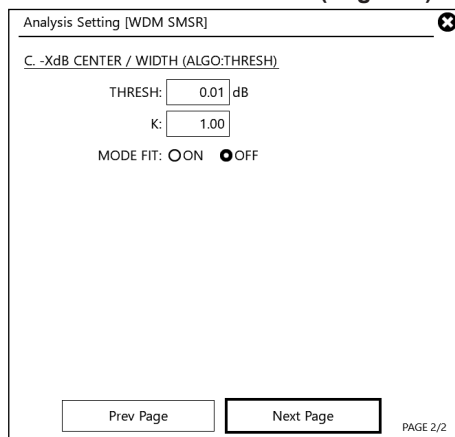 Analysis Setting [WDM SMSR]
C. -XdB CENTER / WIDTH (ALGO:THRESH)
THRESH: 0.01 dB
K: 1.00
MODE FIT: ON OFF
Prev Page Next Page PAGE 2/2